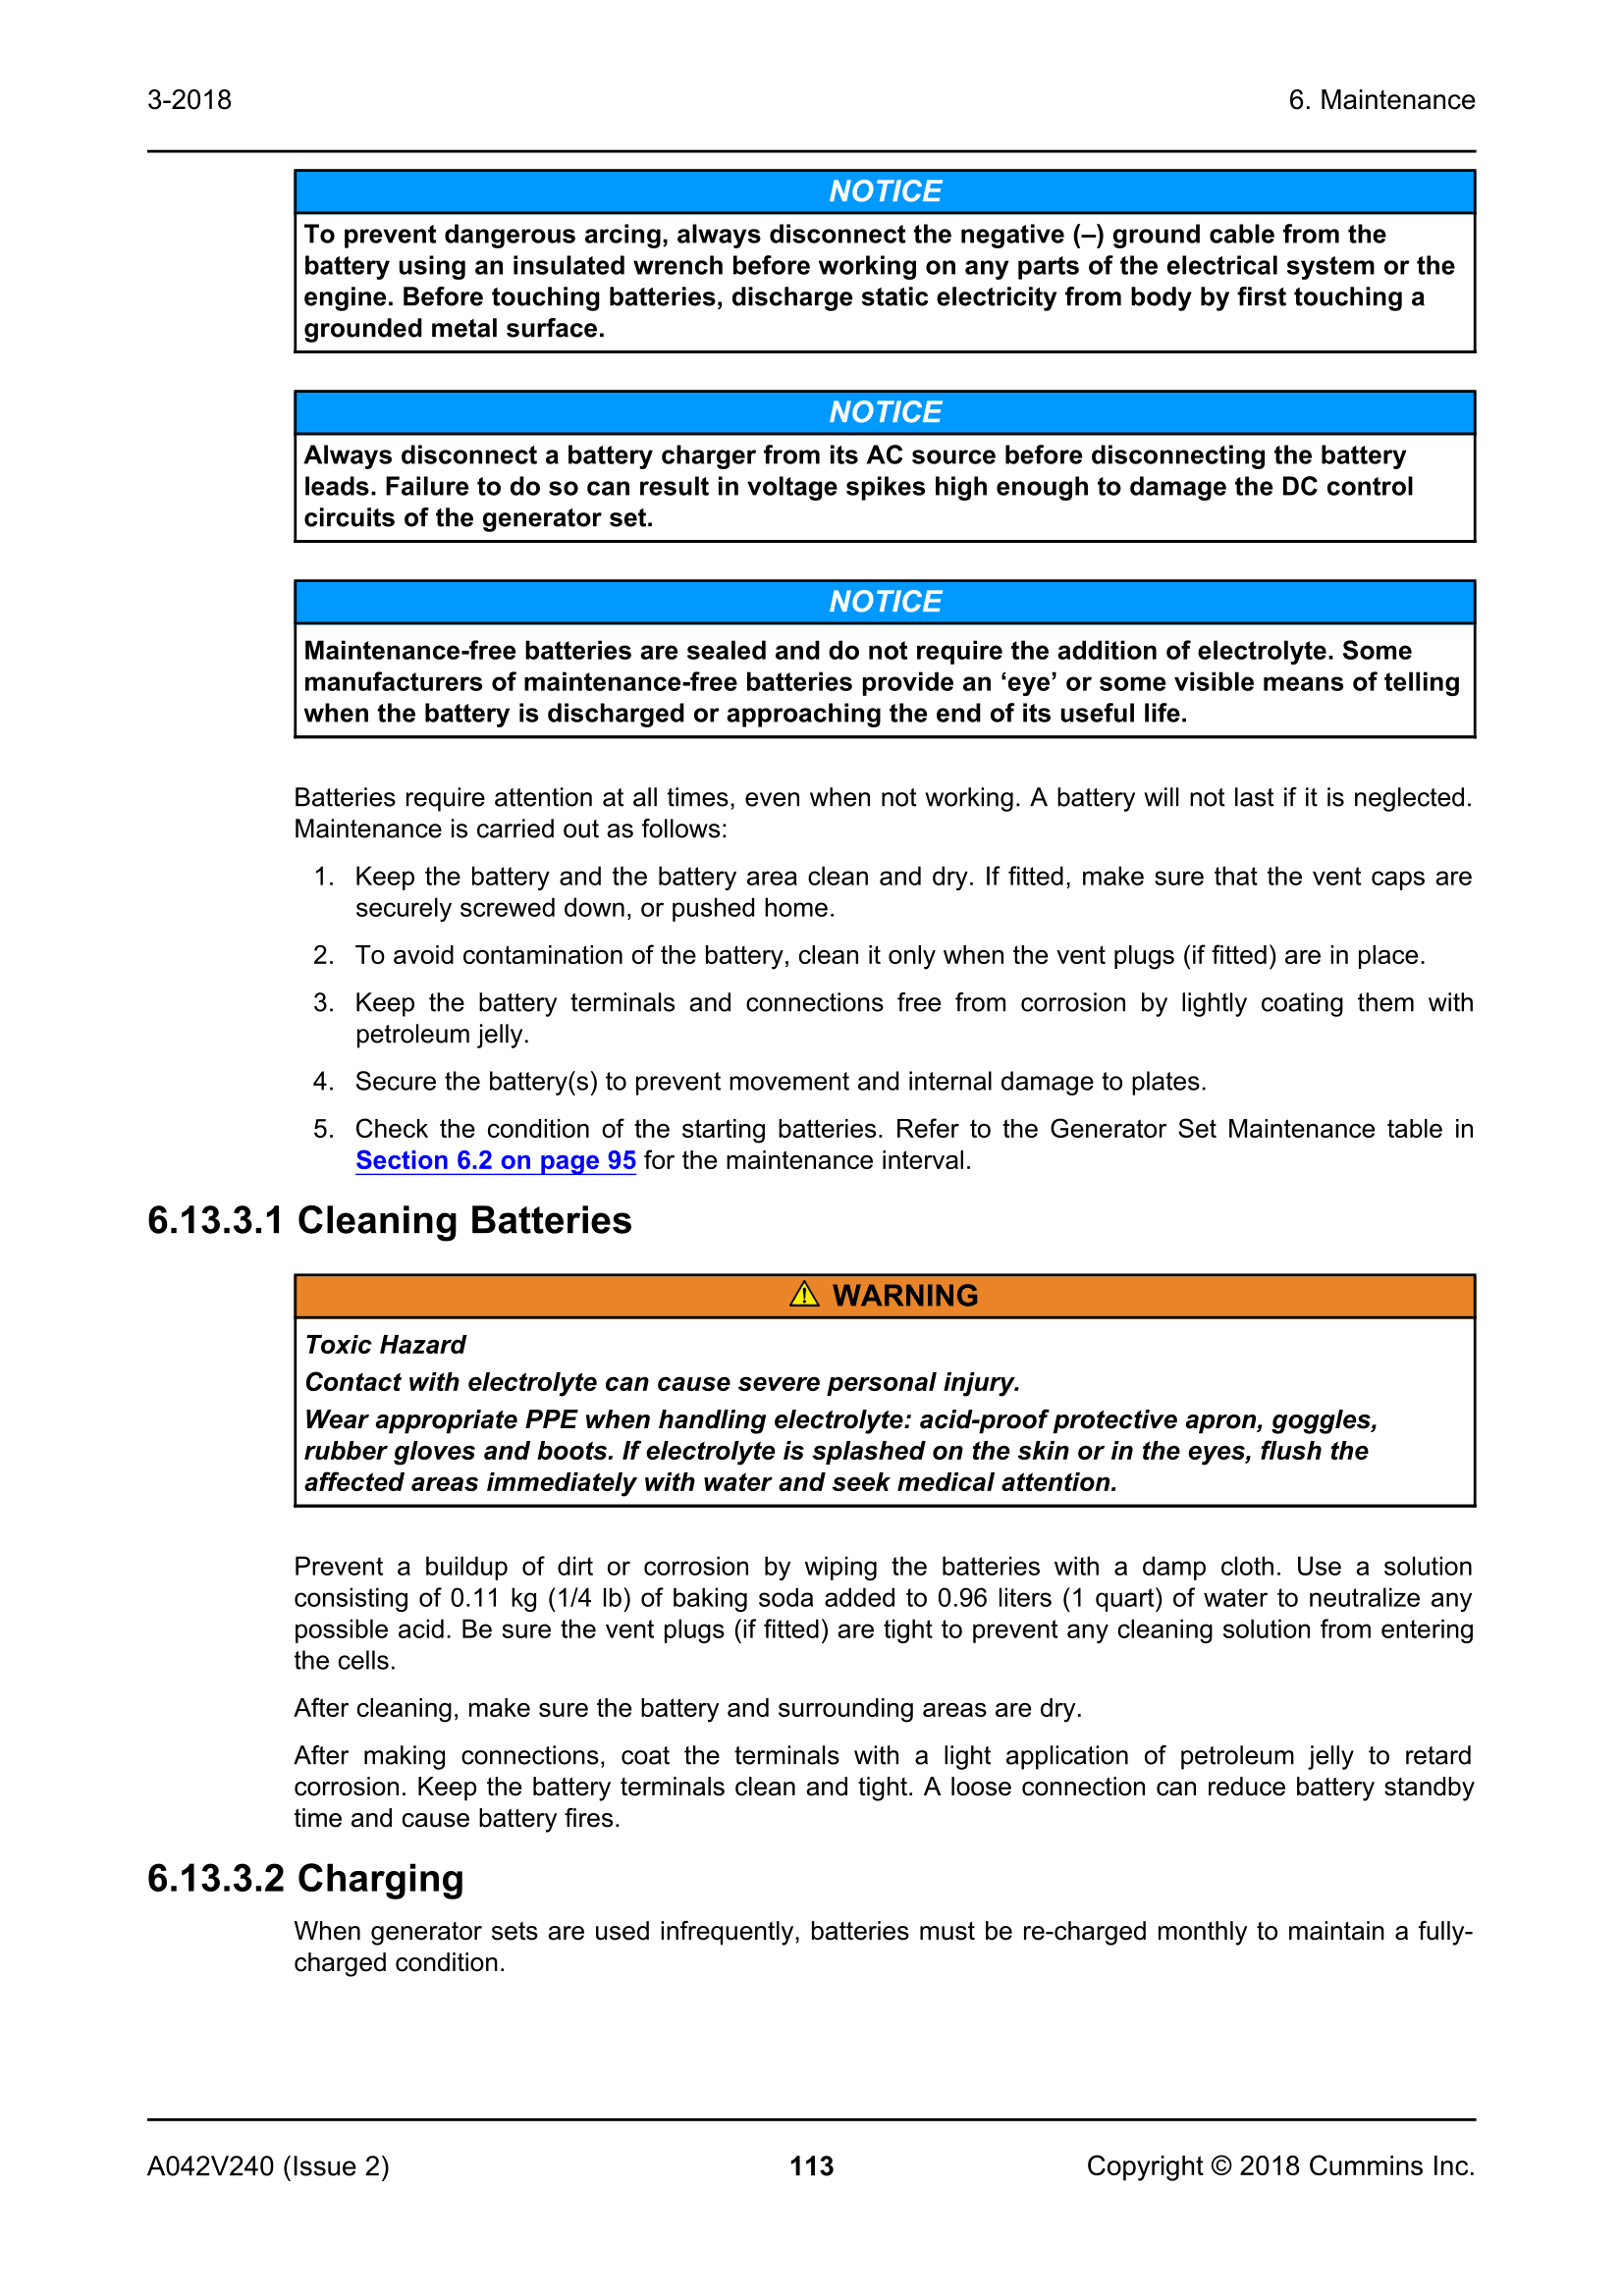 3-2018
6. Maintenance
NOTICE
To prevent dangerous arcing, always disconnect the negative (–) ground cable from the
battery using an insulated wrench before working on any parts of the electrical system or the
engine. Before touching batteries, discharge static electricity from body by first touching a
grounded metal surface.
NOTICE
Always disconnect a battery charger from its AC source before disconnecting the battery
leads. Failure to do so can result in voltage spikes high enough to damage the DC control
circuits of the generator set.
NOTICE
Maintenance-free batteries are sealed and do not require the addition of electrolyte. Some
manufacturers of maintenance-free batteries provide an ‘eye’ or some visible means of telling
when the battery is discharged or approaching the end of its useful life.
Batteries require attention at all times, even when not working. A battery will not last if it is neglected.
Maintenance is carried out as follows:
1. Keep the battery and the battery area clean and dry. If fitted, make sure that the vent caps are
securely screwed down, or pushed home.
2. To avoid contamination of the battery, clean it only when the vent plugs (if fitted) are in place.
3. Keep the battery terminals and connections free from corrosion by lightly coating them with
petroleum jelly.
4. Secure the battery(s) to prevent movement and internal damage to plates.
5. Check the condition of the starting batteries. Refer to the Generator Set Maintenance table in
Section 6.2 on page 95 for the maintenance interval.
6.13.3.1 Cleaning Batteries
WARNING
Toxic Hazard
Contact with electrolyte can cause severe personal injury.
Wear appropriate PPE when handling electrolyte: acid-proof protective apron, goggles,
rubber gloves and boots. If electrolyte is splashed on the skin or in the eyes, flush the
affected areas immediately with water and seek medical attention.
Prevent a buildup of dirt or corrosion by wiping the batteries with a damp cloth. Use a solution
consisting of 0.11 kg (1/4 lb) of baking soda added to 0.96 liters (1 quart) of water to neutralize any
possible acid. Be sure the vent plugs (if fitted) are tight to prevent any cleaning solution from entering
the cells.
After cleaning, make sure the battery and surrounding areas are dry.
After making connections, coat the terminals with a light application of petroleum jelly to retard
corrosion. Keep the battery terminals clean and tight. A loose connection can reduce battery standby
time and cause battery fires.
6.13.3.2 Charging
When generator sets are used infrequently, batteries must be re-charged monthly to maintain a fully-
charged condition.
A042V240 (Issue 2)
113
Copyright © 2018 Cummins Inc.